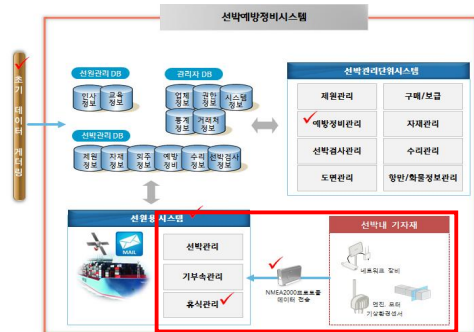 선박예방정비시스템
초기 데이터 게더링
선원관리 DB
인사
정보
교육
정보
관리자 DB
업체
정보
권한
정보
시스템
정보
통계
정보
거래처
정보
선박관리 DB
제원
정보
자재
정보
외주
정보
예방
정비
수리
정보
선박검사
정보
선박관리단위시스템
제원관리
구매/보급
예방정비관리
자재관리
선박검사관리
수리관리
도면관리
항만/화물정보관리
선원용시스템
MAIL
선박관리
기부속관리
유식관리
NMEA2000프로토콜
데이터 전송
선박내 기자재
네트워크 장비
엔진, 모터
기상환경센서